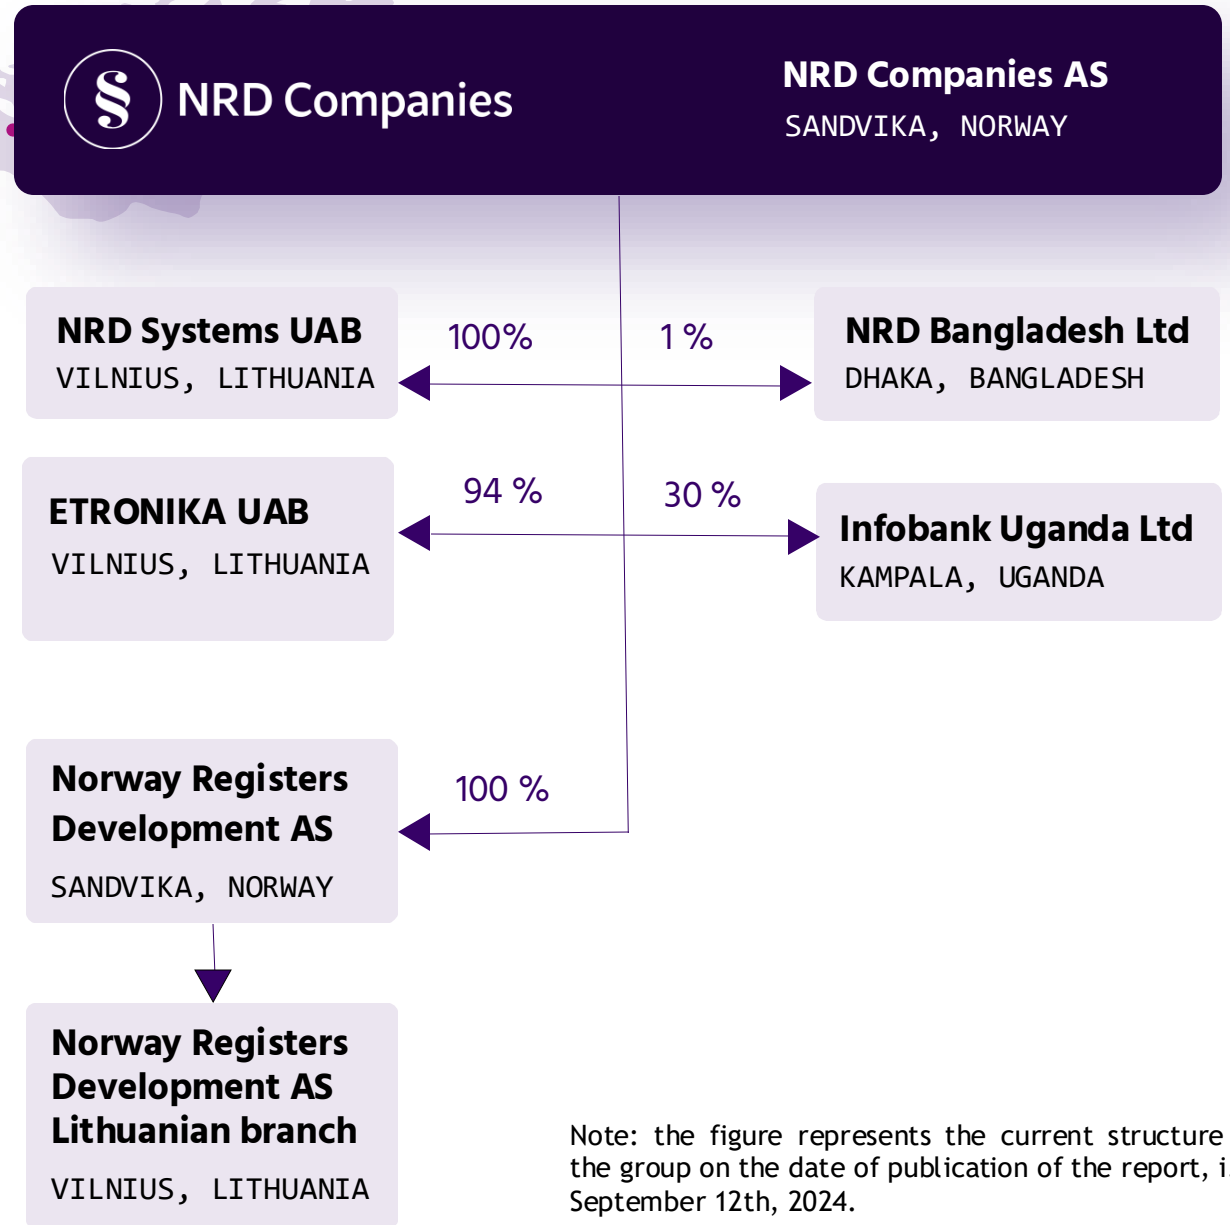 § NRD Companies
NRD Companies AS
SANDVIKA, NORWAY
NRD Systems UAB
VILNIUS, LITHUANIA
100%
1 %
NRD Bangladesh Ltd
DHAKA, BANGLADESH
ETRONIKA UAB
VILNIUS, LITHUANIA
94 %
30 %
Infobank Uganda Ltd
KAMPALA, UGANDA
Norway Registers
Development AS
SANDVIKA, NORWAY
100 %
Norway Registers
Development AS
Lithuanian branch
VILNIUS, LITHUANIA
Note: the figure represents the current structure
the group on the date of publication of the report,
September 12th, 2024.